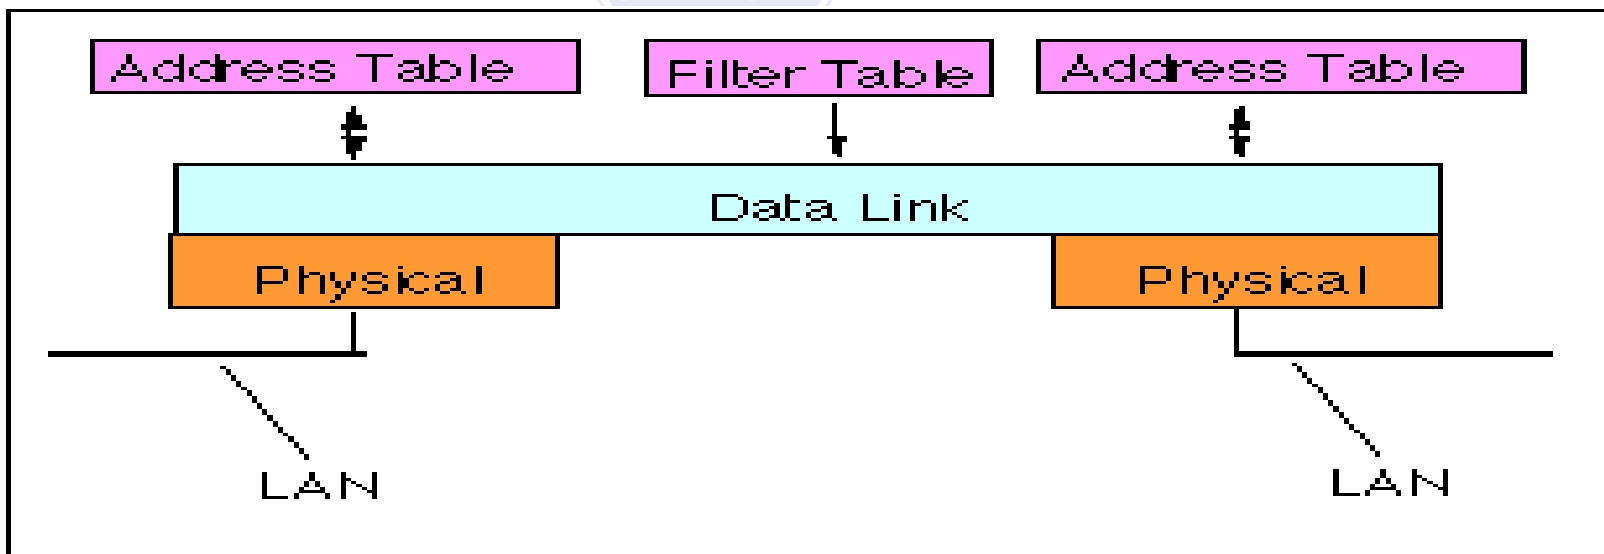 Address Table
Filter Table
Address Table
Data Link
Physical
Physical
LAN
LAN